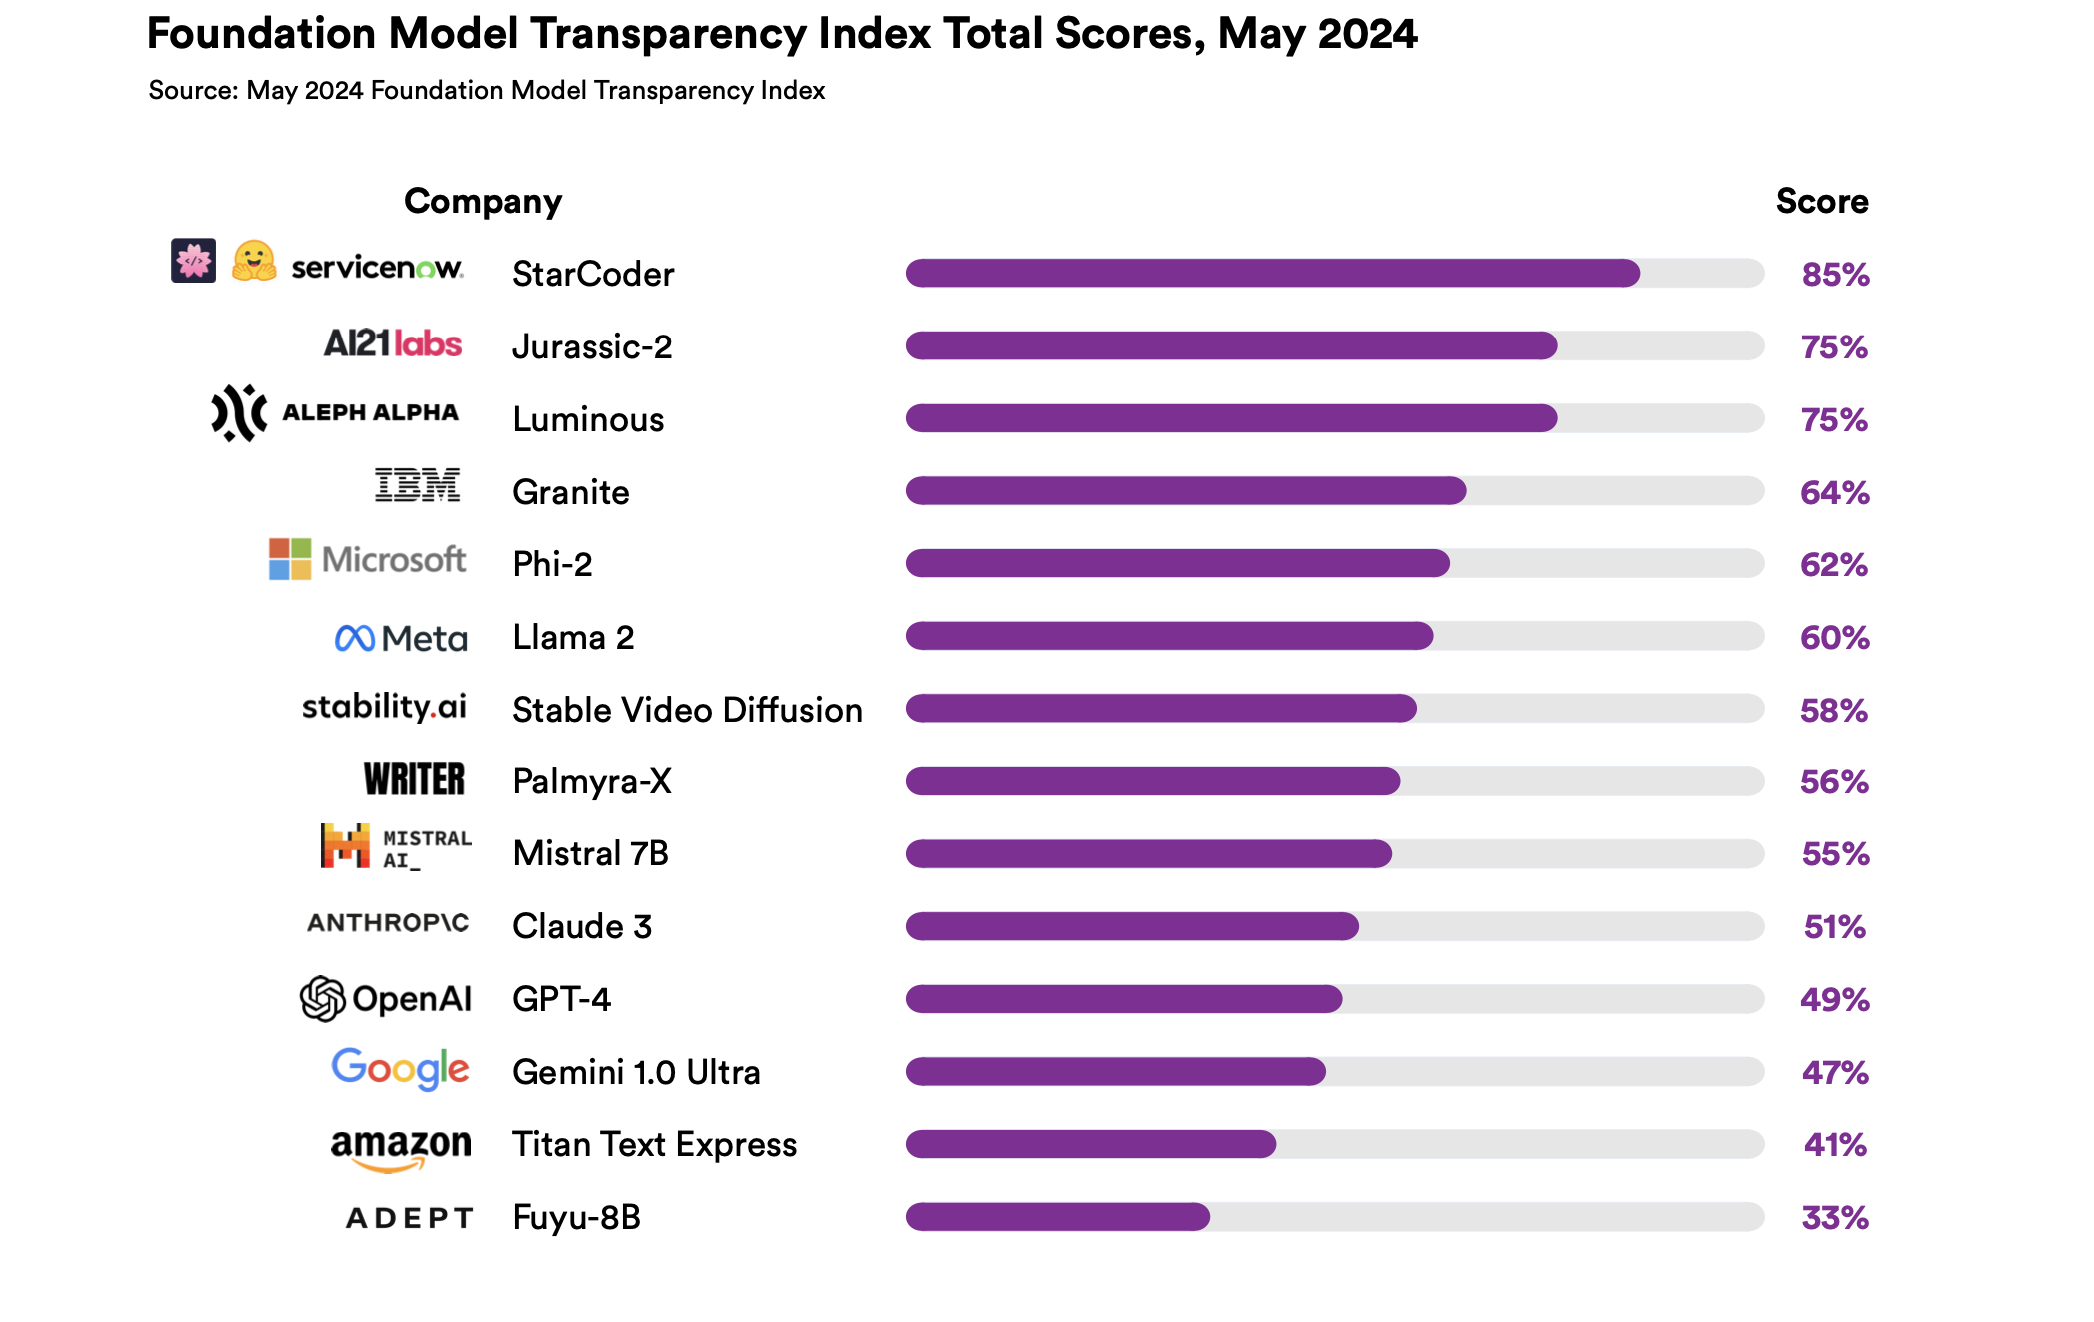 Foundation Model Transparency Index Total Scores, May 2024
Source: May 2024 Foundation Model Transparency Index
Company Score
</> servicenow. StarCoder 85%
AI21labs Jurassic-2 75%
ALEPH ALPHA Luminous 75%
IBM Granite 64%
Microsoft Phi-2 62%
Meta Llama 2 60%
stability.ai Stable Video Diffusion 58%
WRITER Palmyra-X 56%
MISTRAL
AI_ Mistral 7B 55%
ANTHROP\C Claude 3 51%
OpenAI GPT-4 49%
Google Gemini 1.0 Ultra 47%
amazon Titan Text Express 41%
ADEPT Fuyu-8B 33%